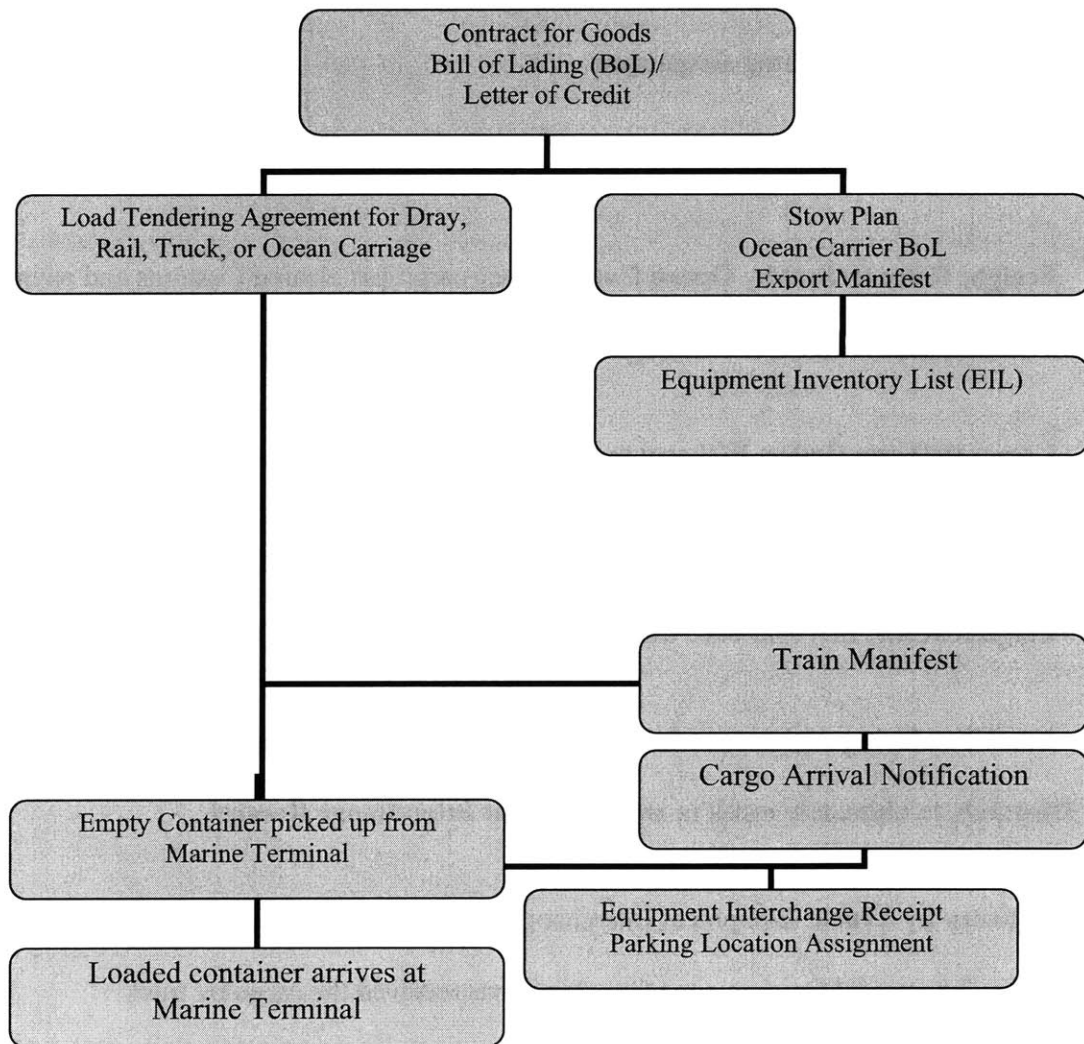 Contract for Goods
Bill of Lading (BoL)/
Letter of Credit
Load Tendering Agreement for Dray,
Rail, Truck, or Ocean Carriage
Stow Plan
Ocean Carrier BoL
Export Manifest
Equipment Inventory List (EIL)
Train Manifest
Cargo Arrival Notification
Empty Container picked up from
Marine Terminal
Equipment Interchange Receipt
Parking Location Assignment
Loaded container arrives at
Marine Terminal